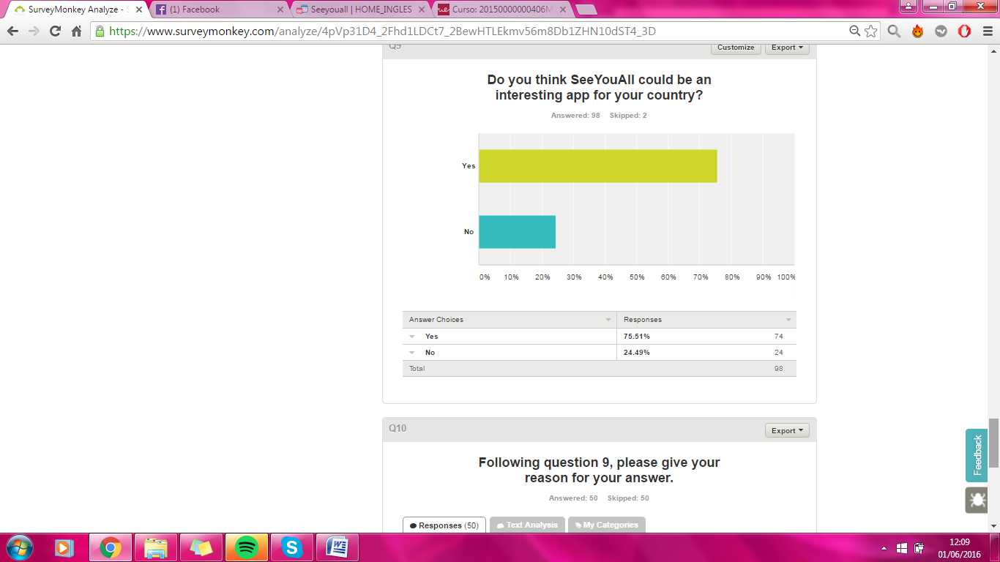 SurveyMonkey Analyze - S
(1) Facebook
Seeyouall | HOME_INGLES
Curso: 20150000000406M
https://www.surveymonkey.com/analyze/4pVp31D4_2Fhd1LDCt7_2BewHTLEkmv56m8Db1ZHN10dST4_3D
Q9
Customize
Export
Do you think SeeYouAll could be an
interesting app for your country?
Answered: 98 Skipped: 2
Yes
No
0% 10% 20% 30% 40% 50% 60% 70% 80% 90% 100%
Answer Choices Responses
Yes 75.51% 74
No 24.49% 24
Total 98
Q10
Export
Following question 9, please give your
reason for your answer.
Answered: 50 Skipped: 50
Responses (50) Text Analysis My Categories
Feedback
12:09
01/06/2016